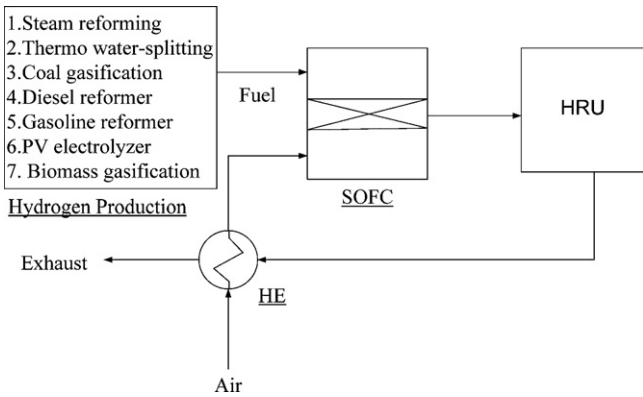 1.Steam reforming
2.Thermo water-splitting
3.Coal gasification
4.Diesel reformer
5.Gasoline reformer
6.PV electrolyzer
7. Biomass gasification
Hydrogen Production
Fuel
SOFC
HRU
Exhaust
HE
Air